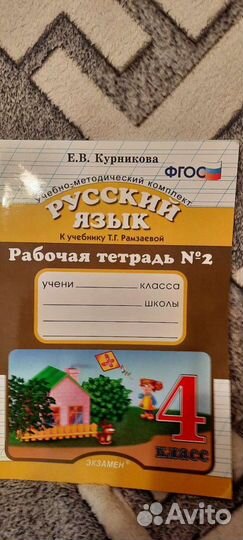 Е.В. Курникова
ФГОС
Учебно-методический комплект
РУССКИЙ
ЯЗЫК
К учебнику Т.Г. Рамзаевой
Рабочая тетрадь №2
учени класса
школы
4
класс
ЭКЗАМЕН
Avito